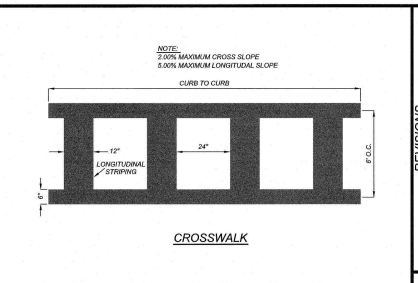 NOTE:
2.00% MAXIMUM CROSS SLOPE
5.00% MAXIMUM LONGITUDAL SLOPE
CURB TO CURB
12"
24"
LONGITUDINAL
STRIPING
6"
6' O.C.
CROSSWALK
REVISIONS